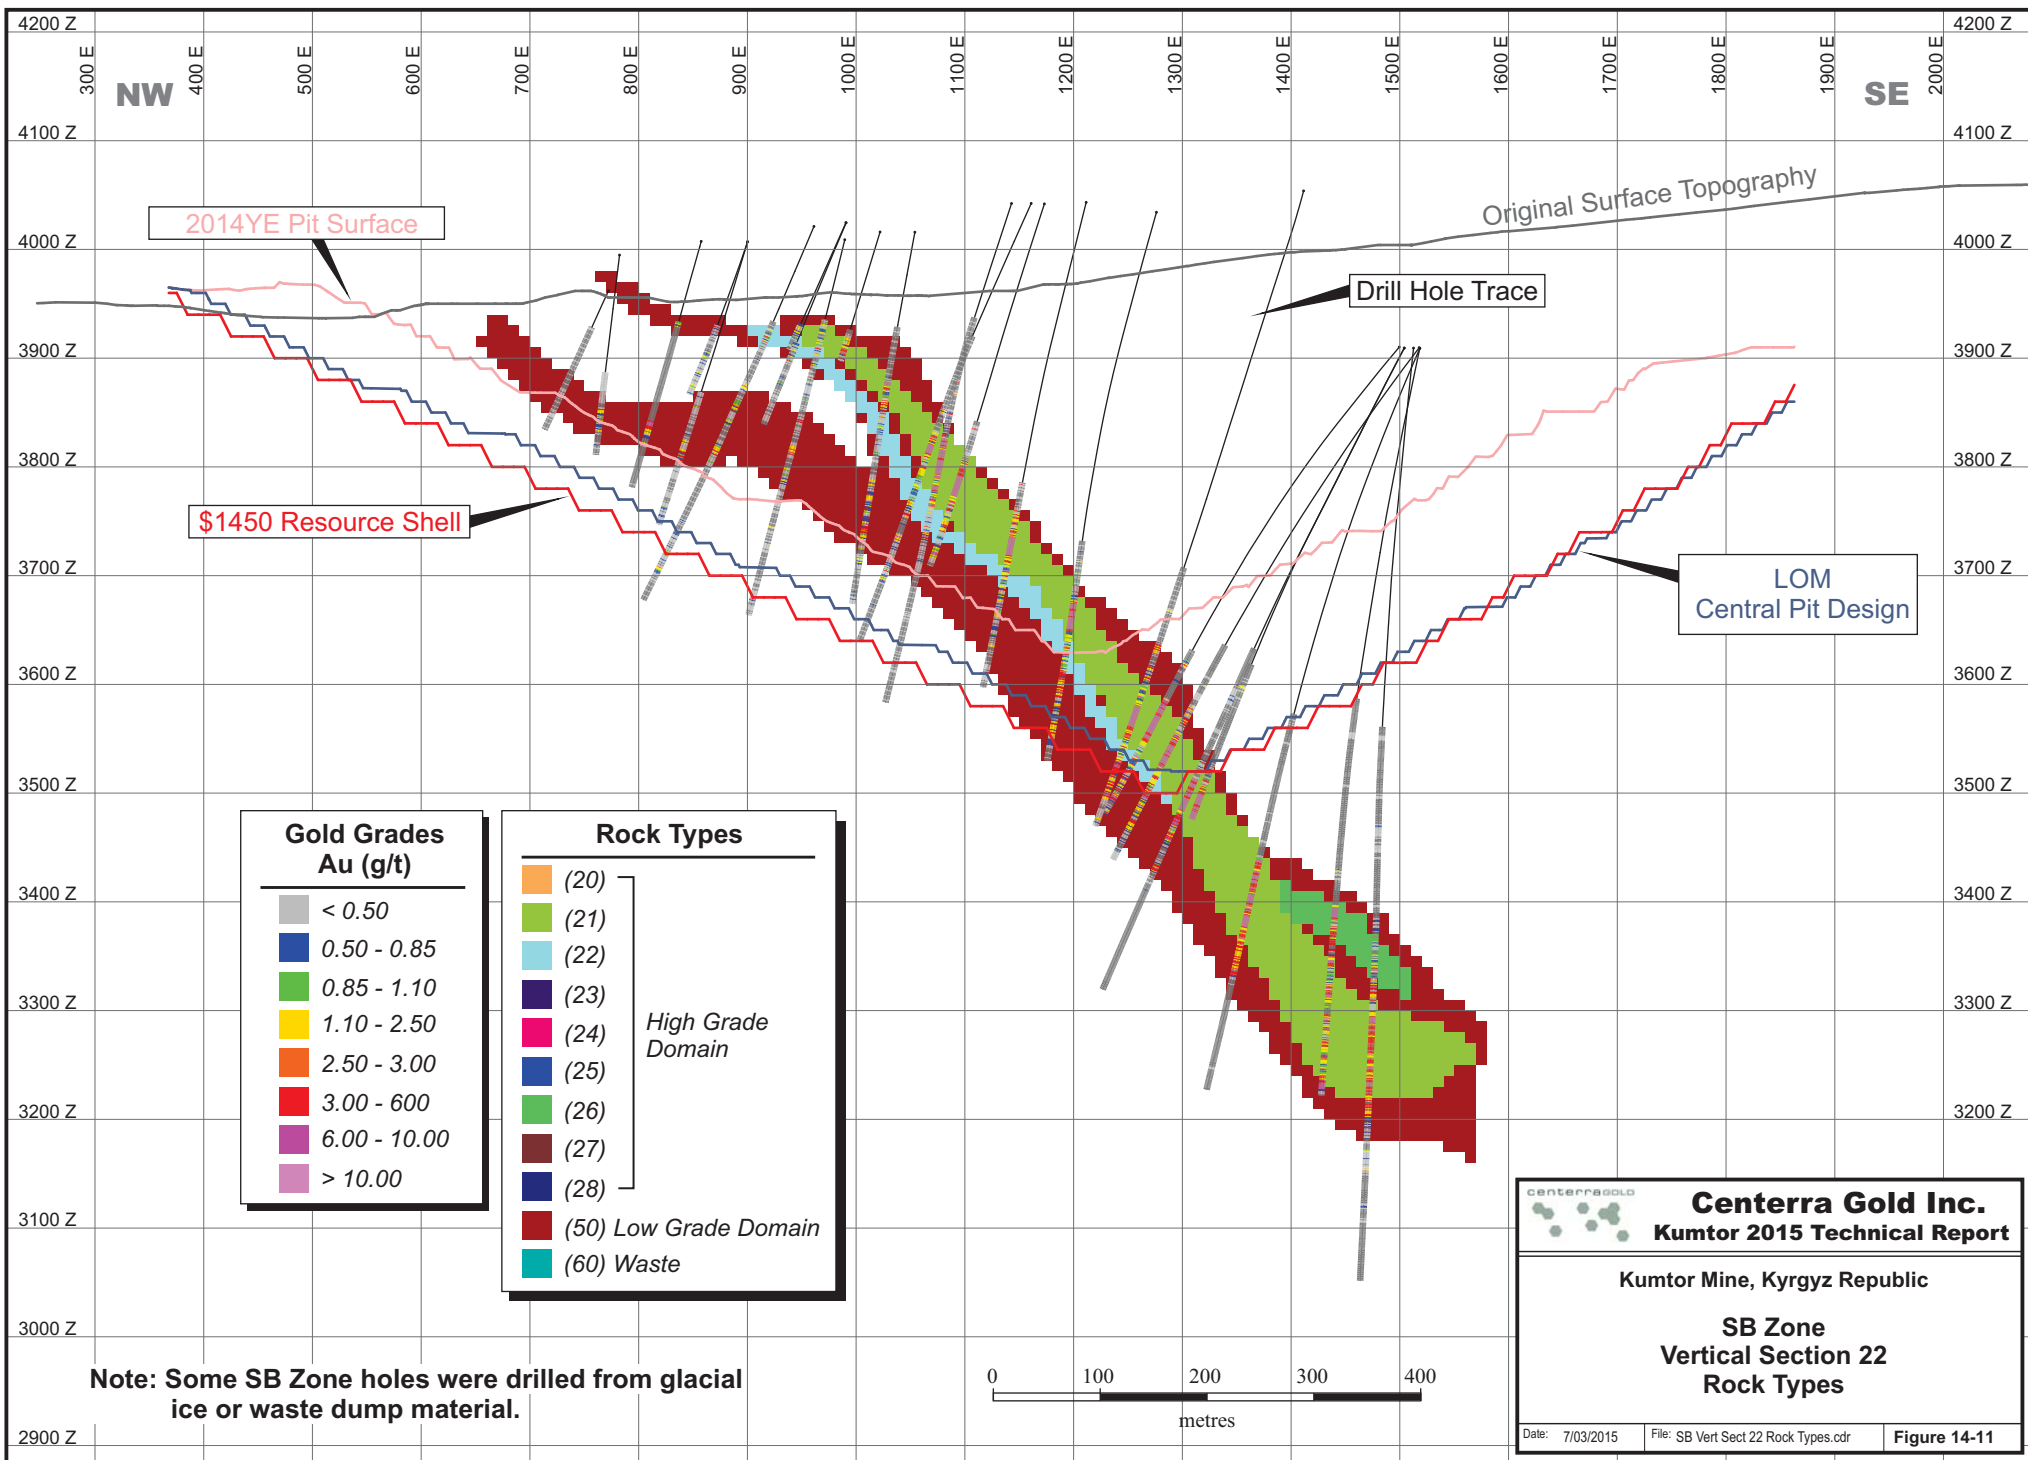 4200 Z
4200 Z
300 E
400 E
500 E
600 E
700 E
800 E
900 E
1000 E
1100 E
1200 E
1300 E
1400 E
1500 E
1600 E
1700 E
1800 E
1900 E
2000 E
NW
SE
4100 Z
4100 Z
Original Surface Topography
2014YE Pit Surface
4000 Z
4000 Z
Drill Hole Trace
3900 Z
3900 Z
3800 Z
3800 Z
$1450 Resource Shell
3700 Z
3700 Z
LOM
Central Pit Design
3600 Z
3600 Z
3500 Z
3500 Z
Gold Grades
Au (g/t)
< 0.50
0.50 - 0.85
0.85 - 1.10
1.10 - 2.50
2.50 - 3.00
3.00 - 600
6.00 - 10.00
> 10.00
Rock Types
(20)
(21)
(22)
(23)
(24)
(25)
(26)
(27)
(28)
High Grade
Domain
(50) Low Grade Domain
(60) Waste
3400 Z
3400 Z
3300 Z
3300 Z
3200 Z
3200 Z
3100 Z
3000 Z
2900 Z
Note: Some SB Zone holes were drilled from glacial
ice or waste dump material.
0 100 200 300 400
metres
centerraGOLD
Centerra Gold Inc.
Kumtor 2015 Technical Report
Kumtor Mine, Kyrgyz Republic
SB Zone
Vertical Section 22
Rock Types
Date: 7/03/2015
File: SB Vert Sect 22 Rock Types.cdr
Figure 14-11